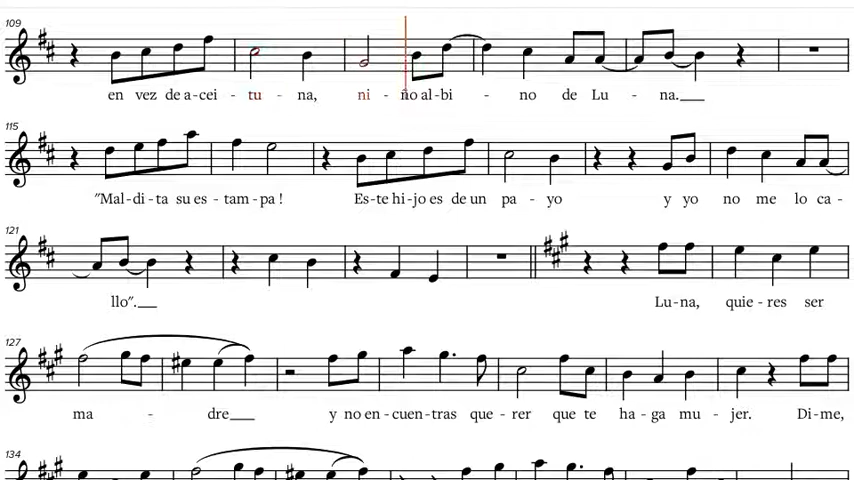 109
en vez de a-cei - tu - na, ni - ño al-bi - no de Lu - na.
115
"Mal-di-ta su es-tam-pa! Es-te hi-jo es de un pa - yo y yo no me lo ca-
121
llo". Lu-na, quie-res ser
127
ma - dre y no en-cuen-tras que-rer que te ha-ga mu-jer. Di-me,
134